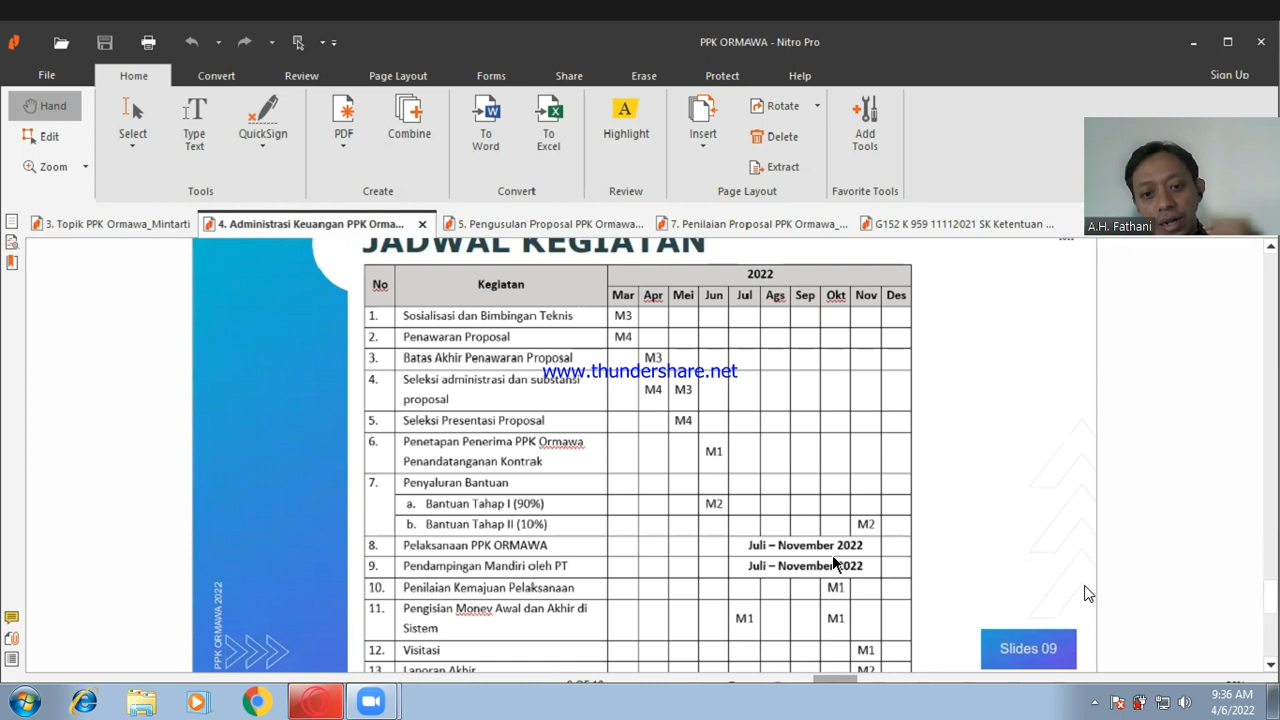 PPK ORMAWA - Nitro Pro
File Home Convert Review Page Layout Forms Share Erase Protect Help Sign Up
Hand
Edit
Zoom
Select
Type Text
QuickSign
PDF
Combine
To Word
To Excel
Highlight
Insert
Rotate
Delete
Extract
Add Tools
Tools Create Convert Review Page Layout Favorite Tools
A.H. Fathani
3. Topik PPK Ormawa_Mintarti 4. Administrasi Keuangan PPK Orma... 5. Pengusulan Proposal PPK Ormawa... 7. Penilaian Proposal PPK Ormawa_... G152 K 959 11112021 SK Ketentuan ...
JADWAL KEGIATAN
No Kegiatan 2022
Mar Apr Mei Jun Jul Ags Sep Okt Nov Des
1. Sosialisasi dan Bimbingan Teknis M3
2. Penawaran Proposal M4
3. Batas Akhir Penawaran Proposal M3
www.thundershare.net
4. Seleksi administrasi dan substansi
proposal M4 M3
5. Seleksi Presentasi Proposal M4
6. Penetapan Penerima PPK Ormawa
Penandatanganan Kontrak M1
7. Penyaluran Bantuan
a. Bantuan Tahap I (90%) M2
b. Bantuan Tahap II (10%) M2
8. Pelaksanaan PPK ORMAWA Juli – November 2022
9. Pendampingan Mandiri oleh PT Juli – November 2022
10. Penilaian Kemajuan Pelaksanaan M1
11. Pengisian Monev Awal dan Akhir di
Sistem M1 M1
12. Visitasi M1
13. Laporan Akhir M2
PPK ORMAWA 2022
Slides 09
9:36 AM
4/6/2022